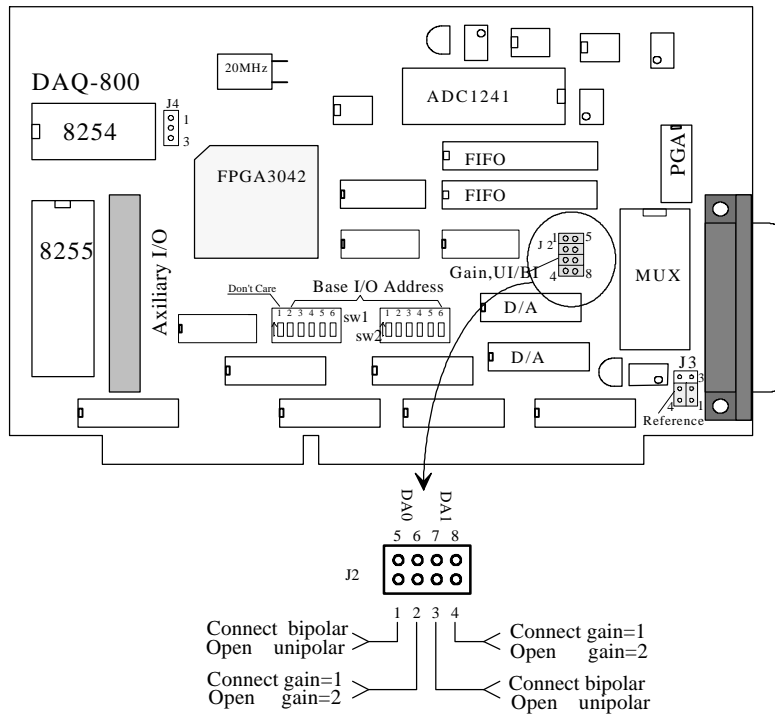 20MHz
DAQ-800
J4
1
3
8254
ADC1241
FPGA3042
FIFO
FIFO
PGA
8255
Axiliary I/O
1 5
J 2
4 8
Gain,UI/BI
MUX
Don't Care
Base I/O Address
1 2 3 4 5 6
sw1
1 2 3 4 5 6
sw2
D/A
D/A
J3
3
4 1
Reference
DA0 DA1
5 6 7 8
J2
1 2 3 4
Connect bipolar
Open unipolar
Connect gain=1
Open gain=2
Connect gain=1
Open gain=2
Connect bipolar
Open unipolar